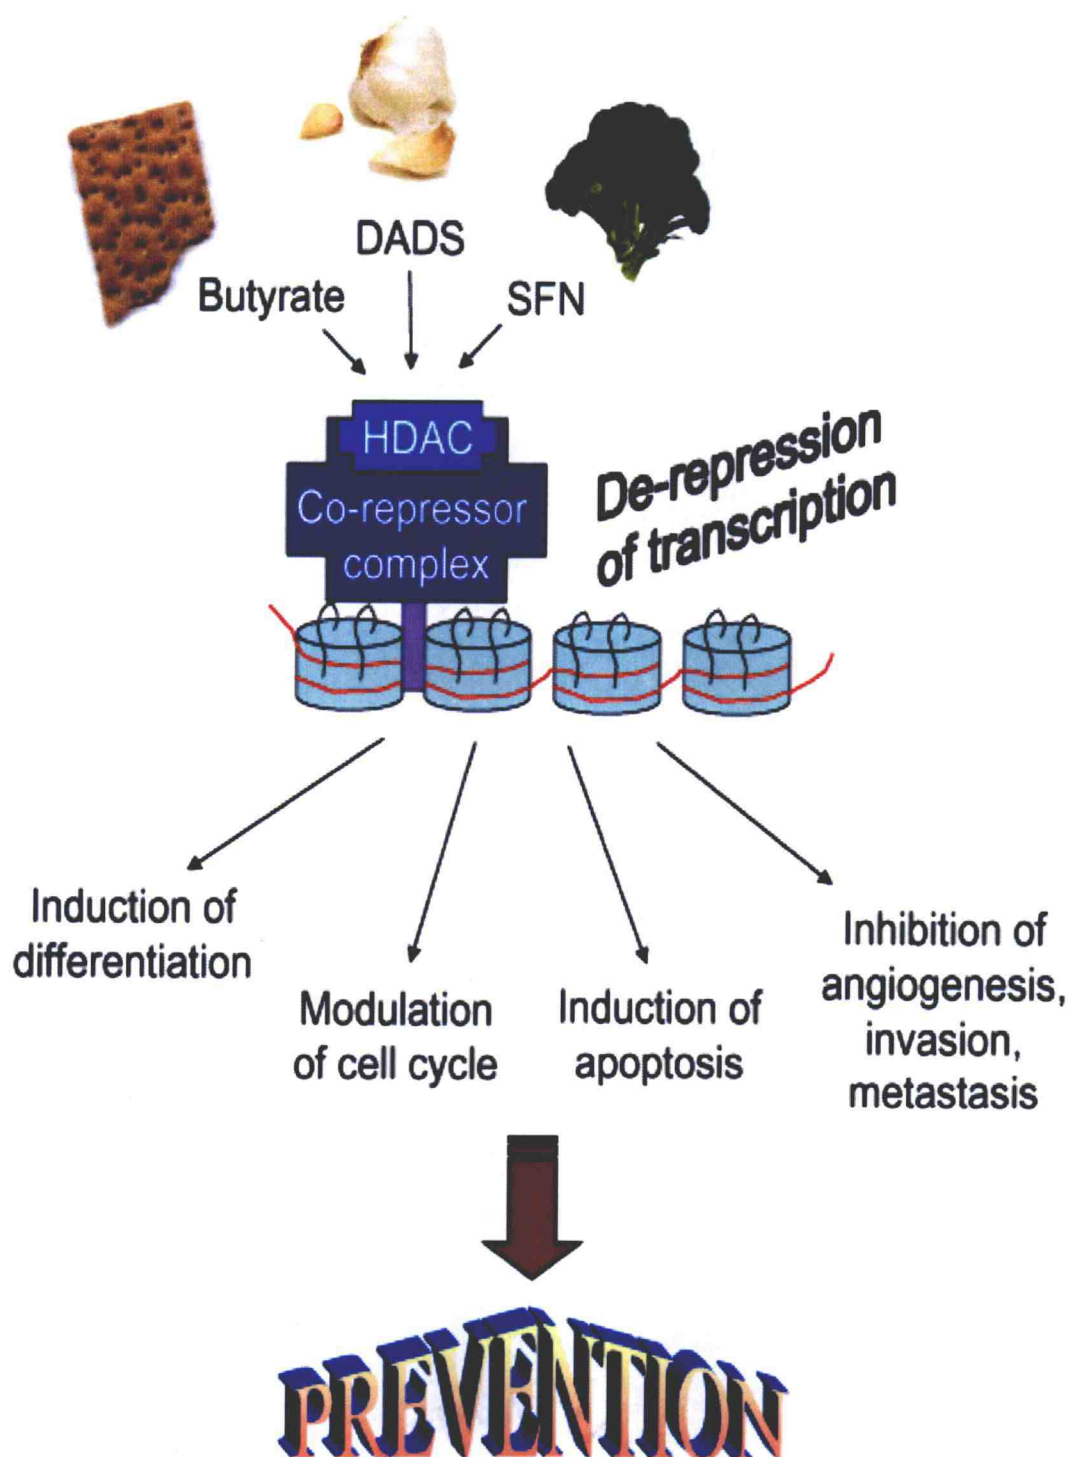 DADS
Butyrate
SFN
HDAC
Co-repressor
complex
De-repression
of transcription
Induction of
differentiation
Modulation
of cell cycle
Induction of
apoptosis
Inhibition of
angiogenesis,
invasion,
metastasis
PREVENTION